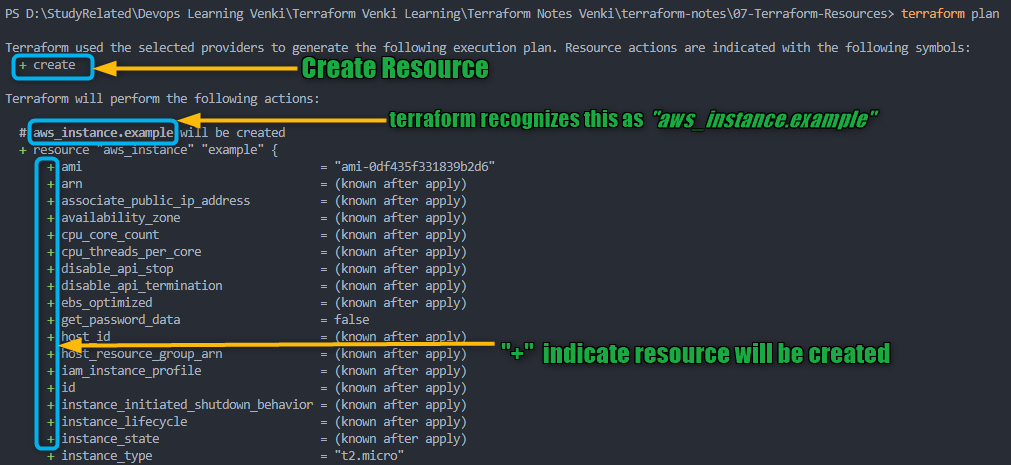 PS D:\StudyRelated\Devops Learning Venki\Terraform Venki Learning\Terraform Notes Venki\terraform-notes\07-Terraform-Resources> terraform plan
Terraform used the selected providers to generate the following execution plan. Resource actions are indicated with the following symbols:
+ create
Create Resource
Terraform will perform the following actions:
terraform recognizes this as "aws_instance.example"
# aws_instance.example will be created
+ resource "aws_instance" "example" {
+ ami = "ami-0df435f331839b2d6"
+ arn = (known after apply)
+ associate_public_ip_address = (known after apply)
+ availability_zone = (known after apply)
+ cpu_core_count = (known after apply)
+ cpu_threads_per_core = (known after apply)
+ disable_api_stop = (known after apply)
+ disable_api_termination = (known after apply)
+ ebs_optimized = (known after apply)
+ get_password_data = false
+ host_id = (known after apply)
+ host_resource_group_arn = (known after apply)
"+" indicate resource will be created
+ iam_instance_profile = (known after apply)
+ id = (known after apply)
+ instance_initiated_shutdown_behavior = (known after apply)
+ instance_lifecycle = (known after apply)
+ instance_state = (known after apply)
+ instance_type = "t2.micro"